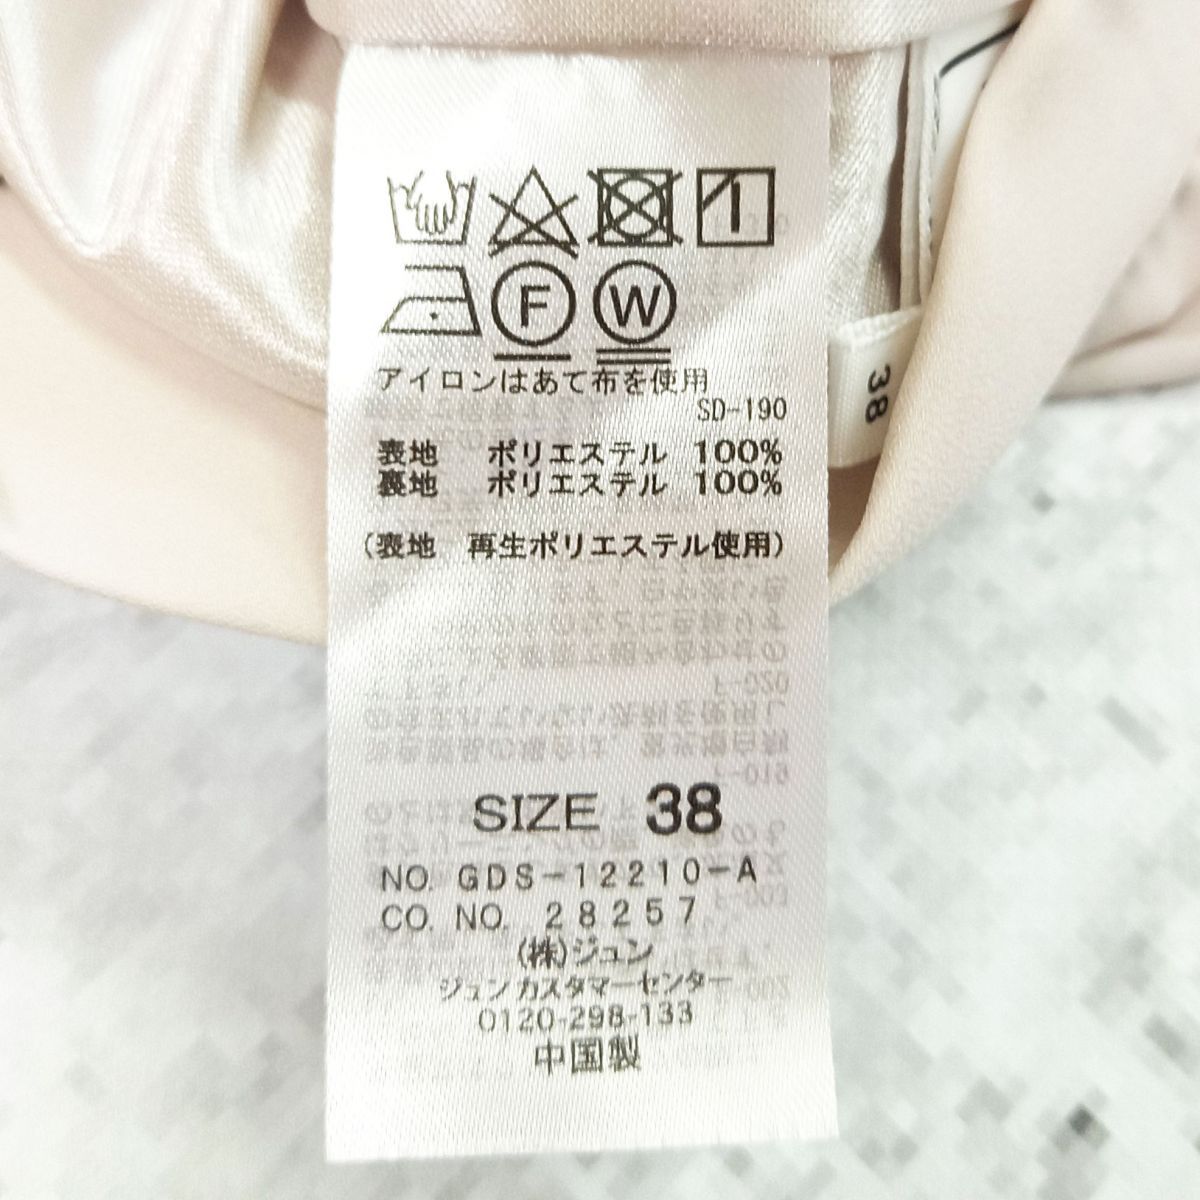 F W
アイロンはあて布を使用
SD-190
表地 ポリエステル 100%
裏地 ポリエステル 100%
(表地 再生ポリエステル使用)
SIZE 38
NO. GDS-12210-A
CO. NO. 28257
(株)ジュン
ジュンカスタマーセンター
0120-298-133
中国製
38